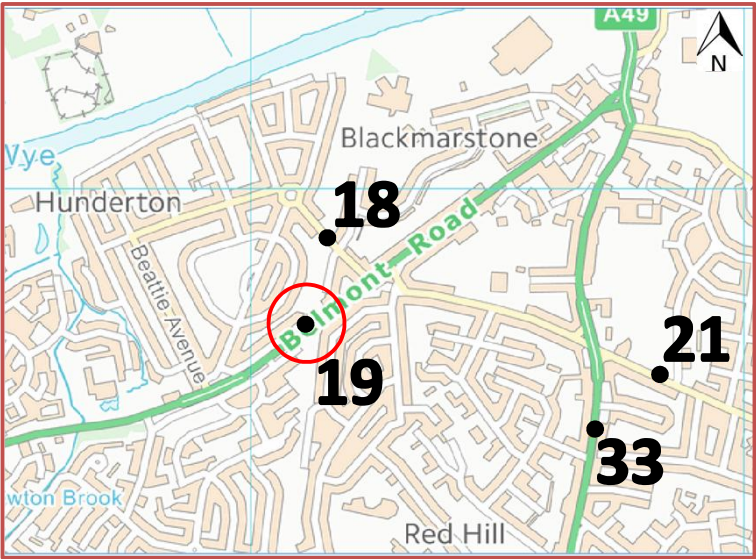 A49
N
Blackmarstone
Wye
Hunderton
18
Belmont Road
Beattie Avenue
19
21
33
wton Brook
Red Hill